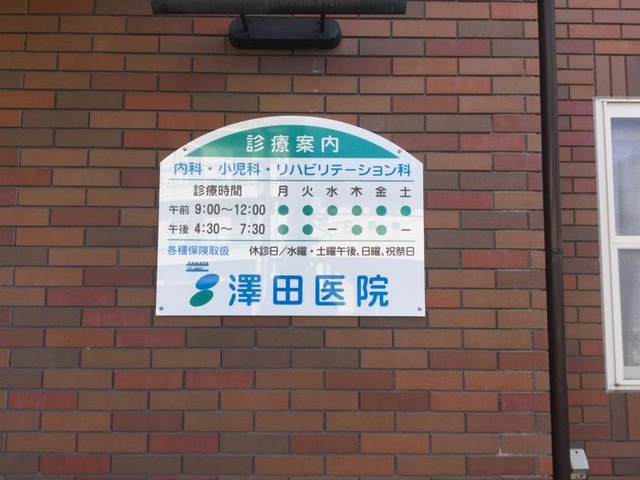 診療案内
内科・小児科・リハビリテーション科
診療時間 月 火 水 木 金 土
午前 9:00～12:00 ● ● ● ● ● ●
午後 4:30～ 7:30 ● ● － ● ● －
各種保険取扱 休診日／水曜・土曜午後、日曜、祝祭日
SAWADA
CLINIC
澤田医院